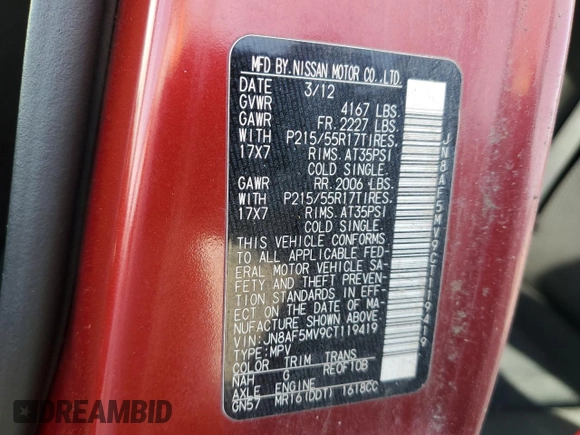 MFD BY.NISSAN MOTOR CO.,LTD.
DATE 3/12
GVWR 4167 LBS.
GAWR FR. 2227 LBS.
WITH P215/55R17TIRES,
17X7 RIMS, AT35PSI
COLD SINGLE.
GAWR RR. 2006 LBS.
WITH P215/55R17TIRES,
17X7 RIMS, AT35PSI
COLD SINGLE.
THIS VEHICLE CONFORMS
TO ALL APPLICABLE FED-
ERAL MOTOR VEHICLE SA-
FETY AND THEFT PREVEN-
TION STANDARDS IN EFF-
ECT ON THE DATE OF MA-
NUFACTURE SHOWN ABOVE.
VIN:JN8AF5MV9CT119419
TYPE:MPV
COLOR TRIM TRANS
NAH G RE0F10B
AXLE ENGINE
GN57 MR16(DDT) 1618CC
JN8AF5MV9CT119419
DREAMBID